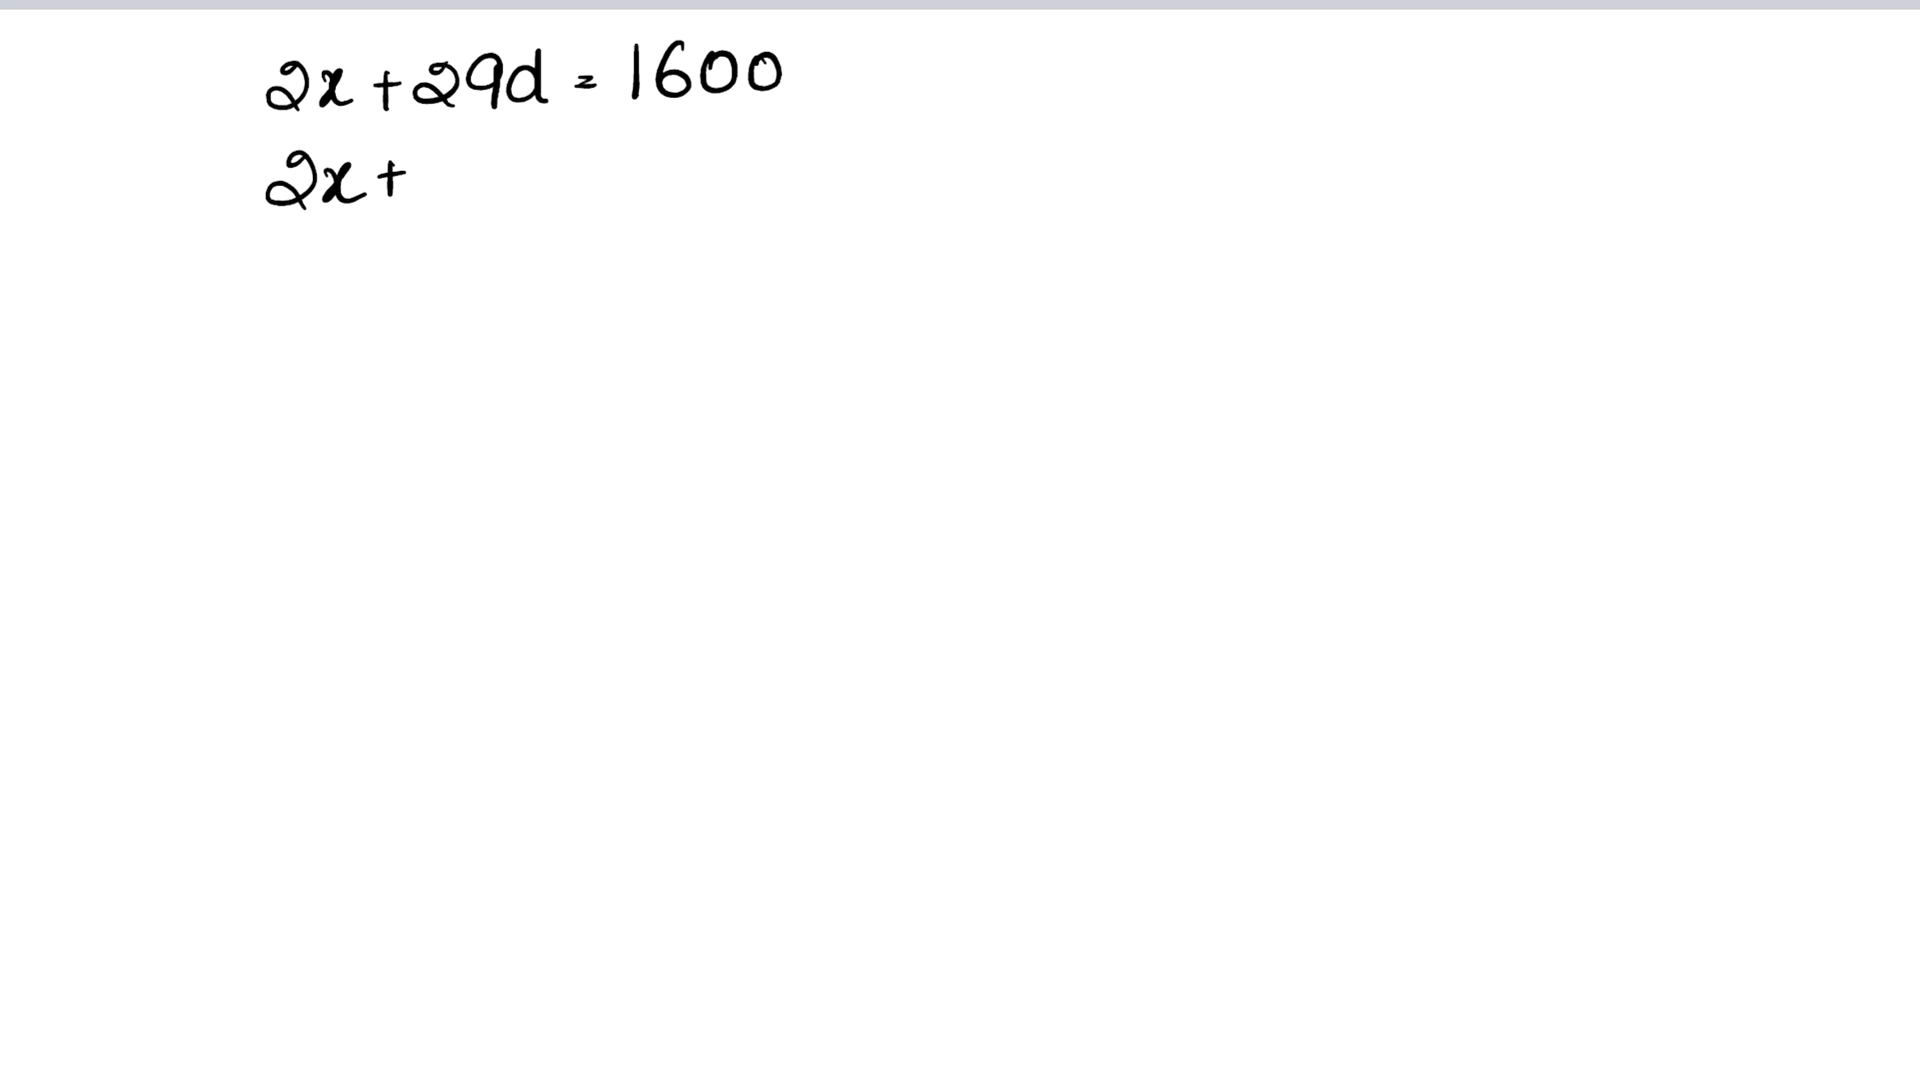 2x + 29d = 1600
2x +